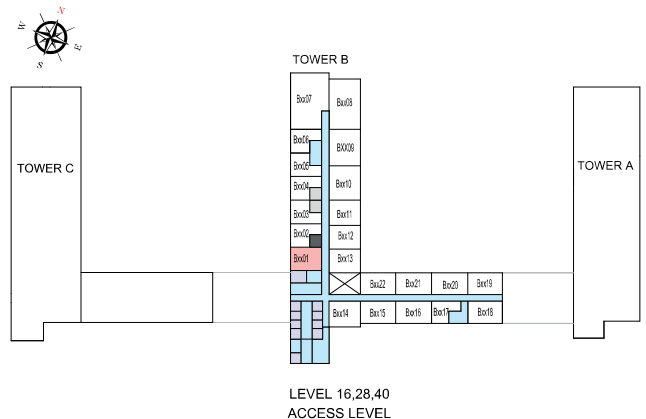 N
W
E
S
TOWER B
Bxx07
Bxx08
Bxx06
BXX09
Bxx05
TOWER C
TOWER A
Bxx04
Bxx10
Bxx03
Bxx11
Bxx02
Bxx12
Bxx01
Bxx13
Bxx22
Bxx21
Bxx20
Bxx19
Bxx14
Bxx15
Bxx16
Bxx17
Bxx18
LEVEL 16,28,40
ACCESS LEVEL